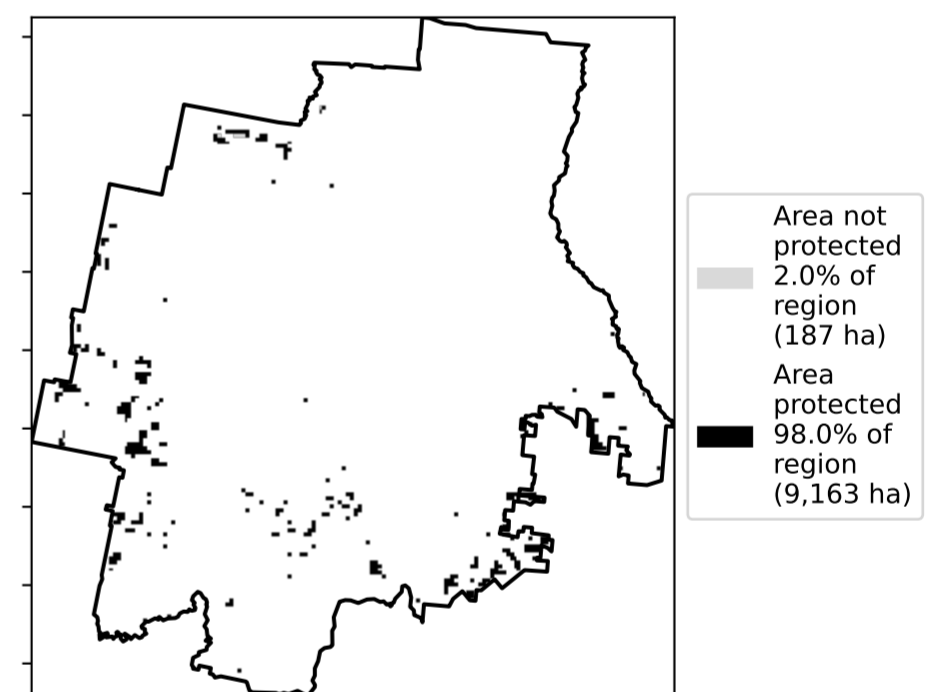 Area not
protected
2.0% of
region
(187 ha)
Area
protected
98.0% of
region
(9,163 ha)